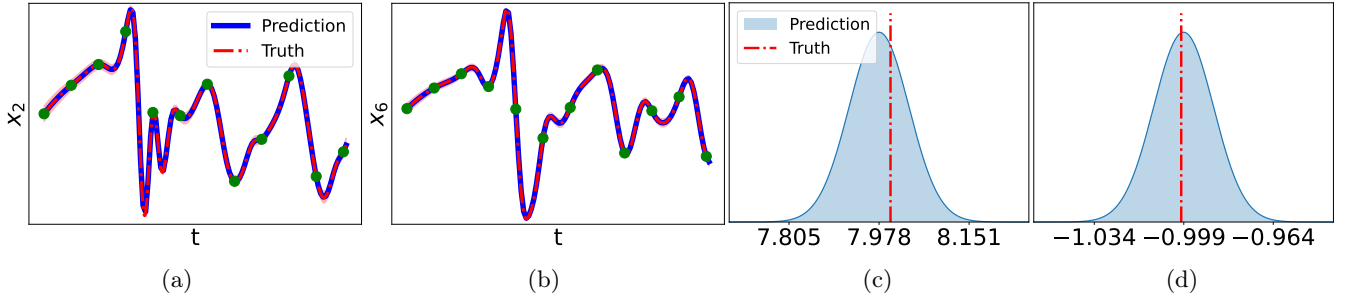 x₂
Prediction
Truth
t
(a)
x₆
t
(b)
Prediction
Truth
7.805 7.978 8.151
(c)
−1.034 −0.999 −0.964
(d)